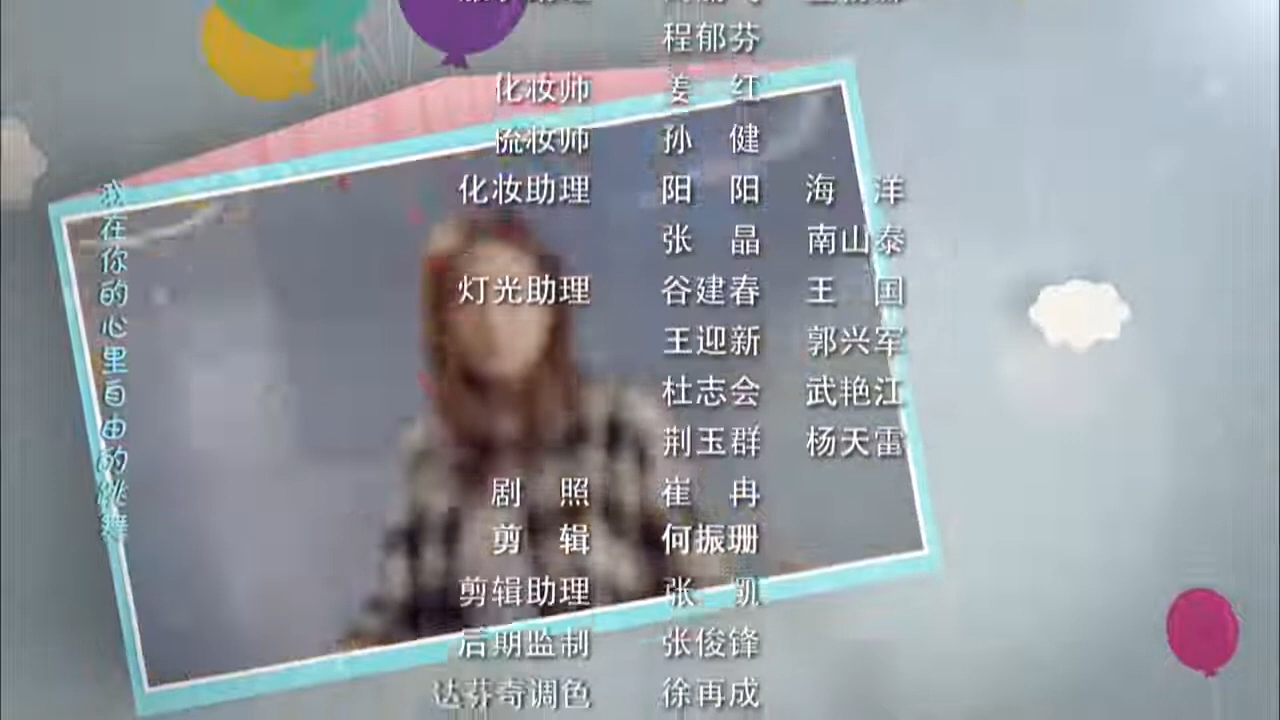 程郁芬
化妆师 姜 红
梳妆师 孙 健
化妆助理 阳 阳 海 洋
张 晶 南山泰
灯光助理 谷建春 王 国
王迎新 郭兴军
杜志会 武艳江
荆玉群 杨天雷
剧 照 崔 冉
剪 辑 何振珊
剪辑助理 张 凯
后期监制 张俊锋
达芬奇调色 徐再成
我在你的心里自由的跳舞